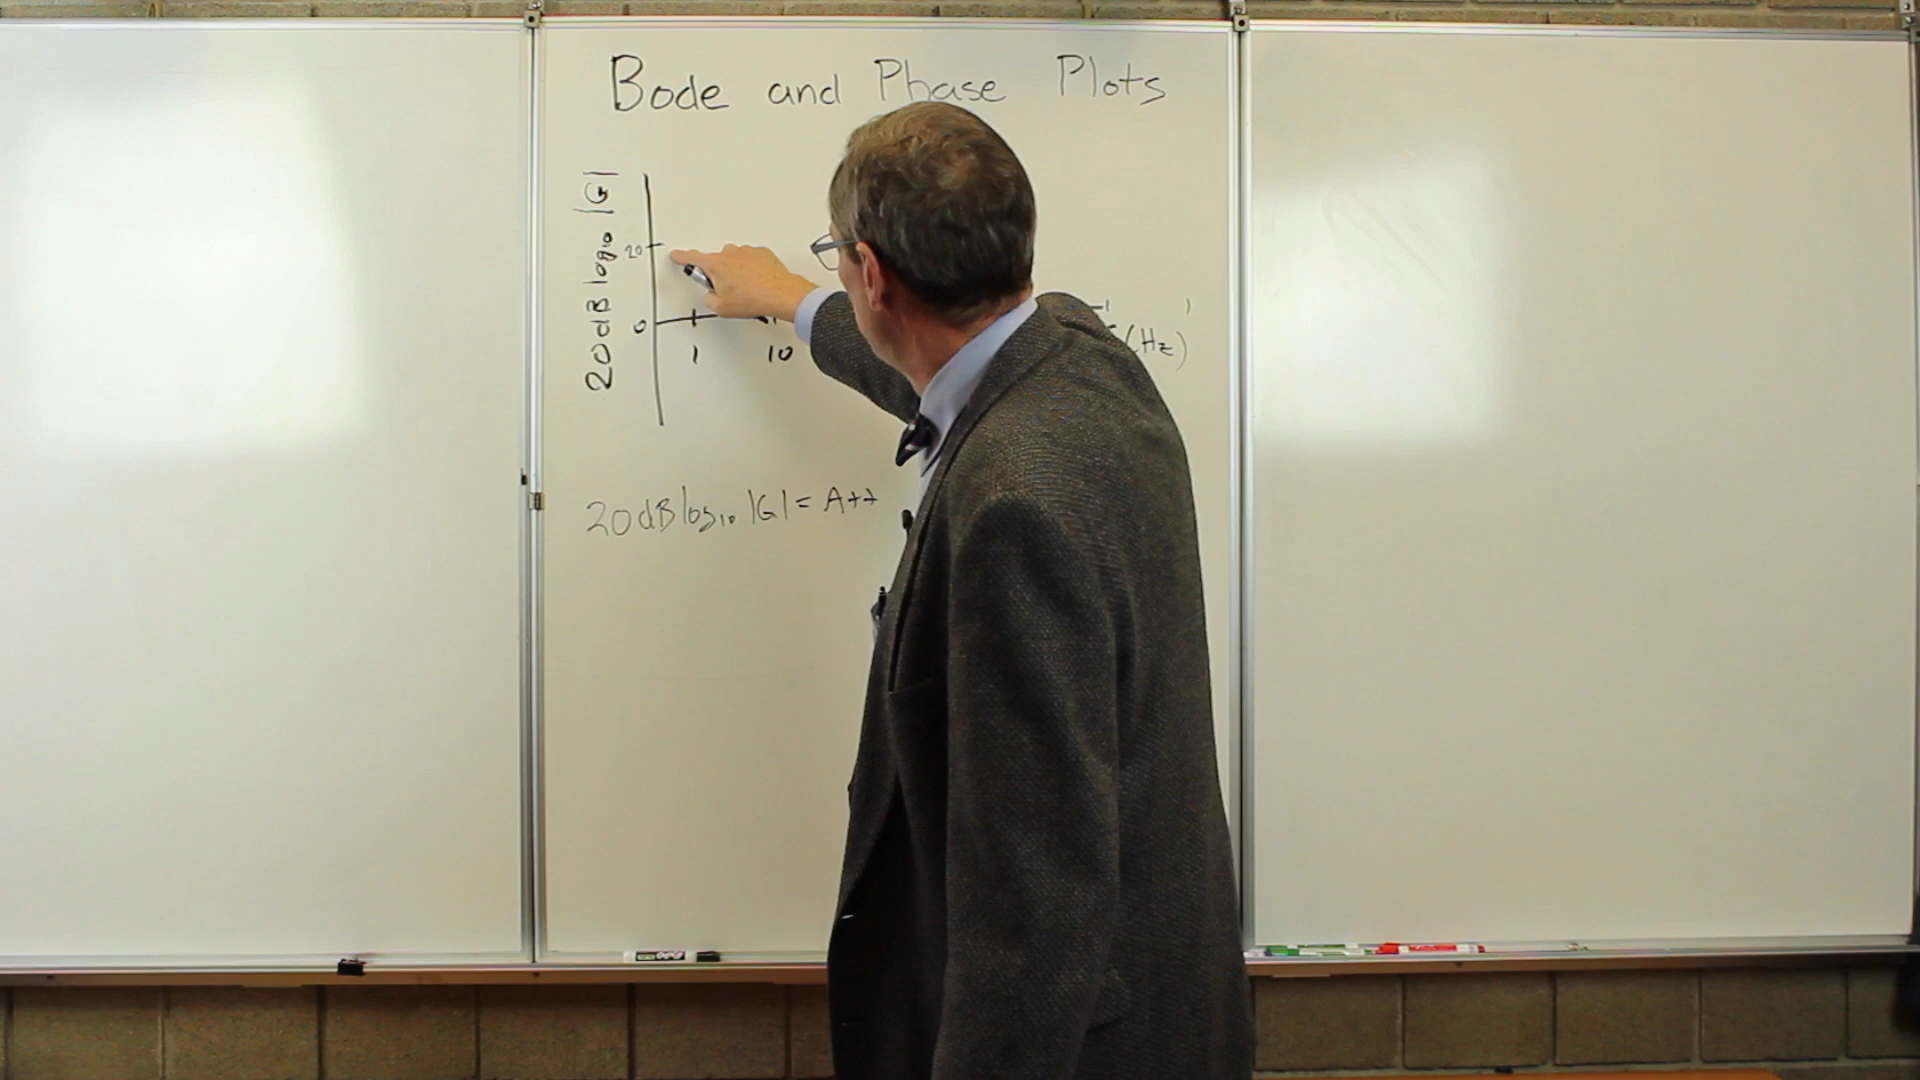 Bode and Phase Plots
20dB log10 |G|
20
0
1 10
(Hz)
20dB log10 |G| = A++